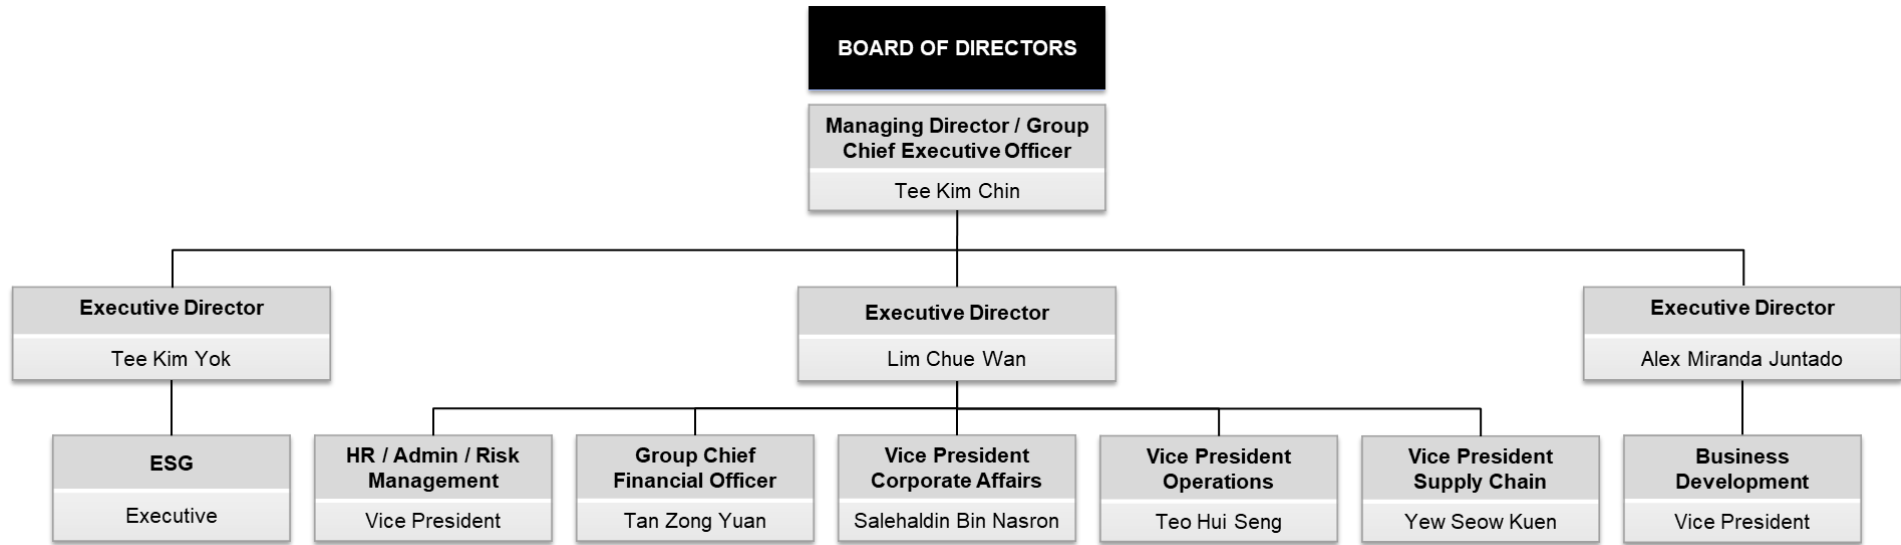 BOARD OF DIRECTORS
Managing Director / Group
Chief Executive Officer
Tee Kim Chin
Executive Director
Tee Kim Yok
Executive Director
Lim Chue Wan
Executive Director
Alex Miranda Juntado
ESG
Executive
HR / Admin / Risk
Management
Vice President
Group Chief
Financial Officer
Tan Zong Yuan
Vice President
Corporate Affairs
Salehaldin Bin Nasron
Vice President
Operations
Teo Hui Seng
Vice President
Supply Chain
Yew Seow Kuen
Business
Development
Vice President